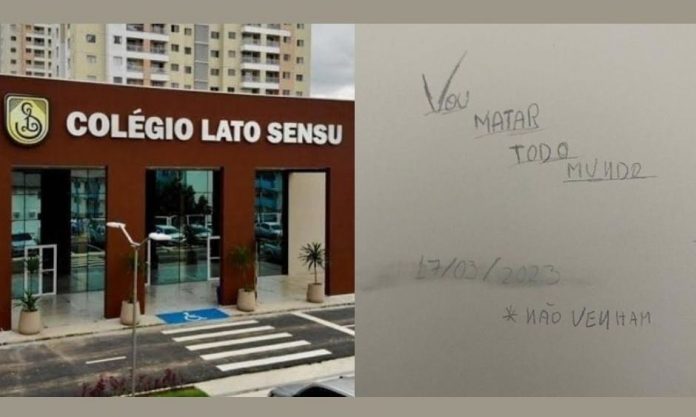 COLÉGIO LATO SENSU
VOU
MATAR
TODO
MUNDO
17/03/2023
* NÃO VENHAM